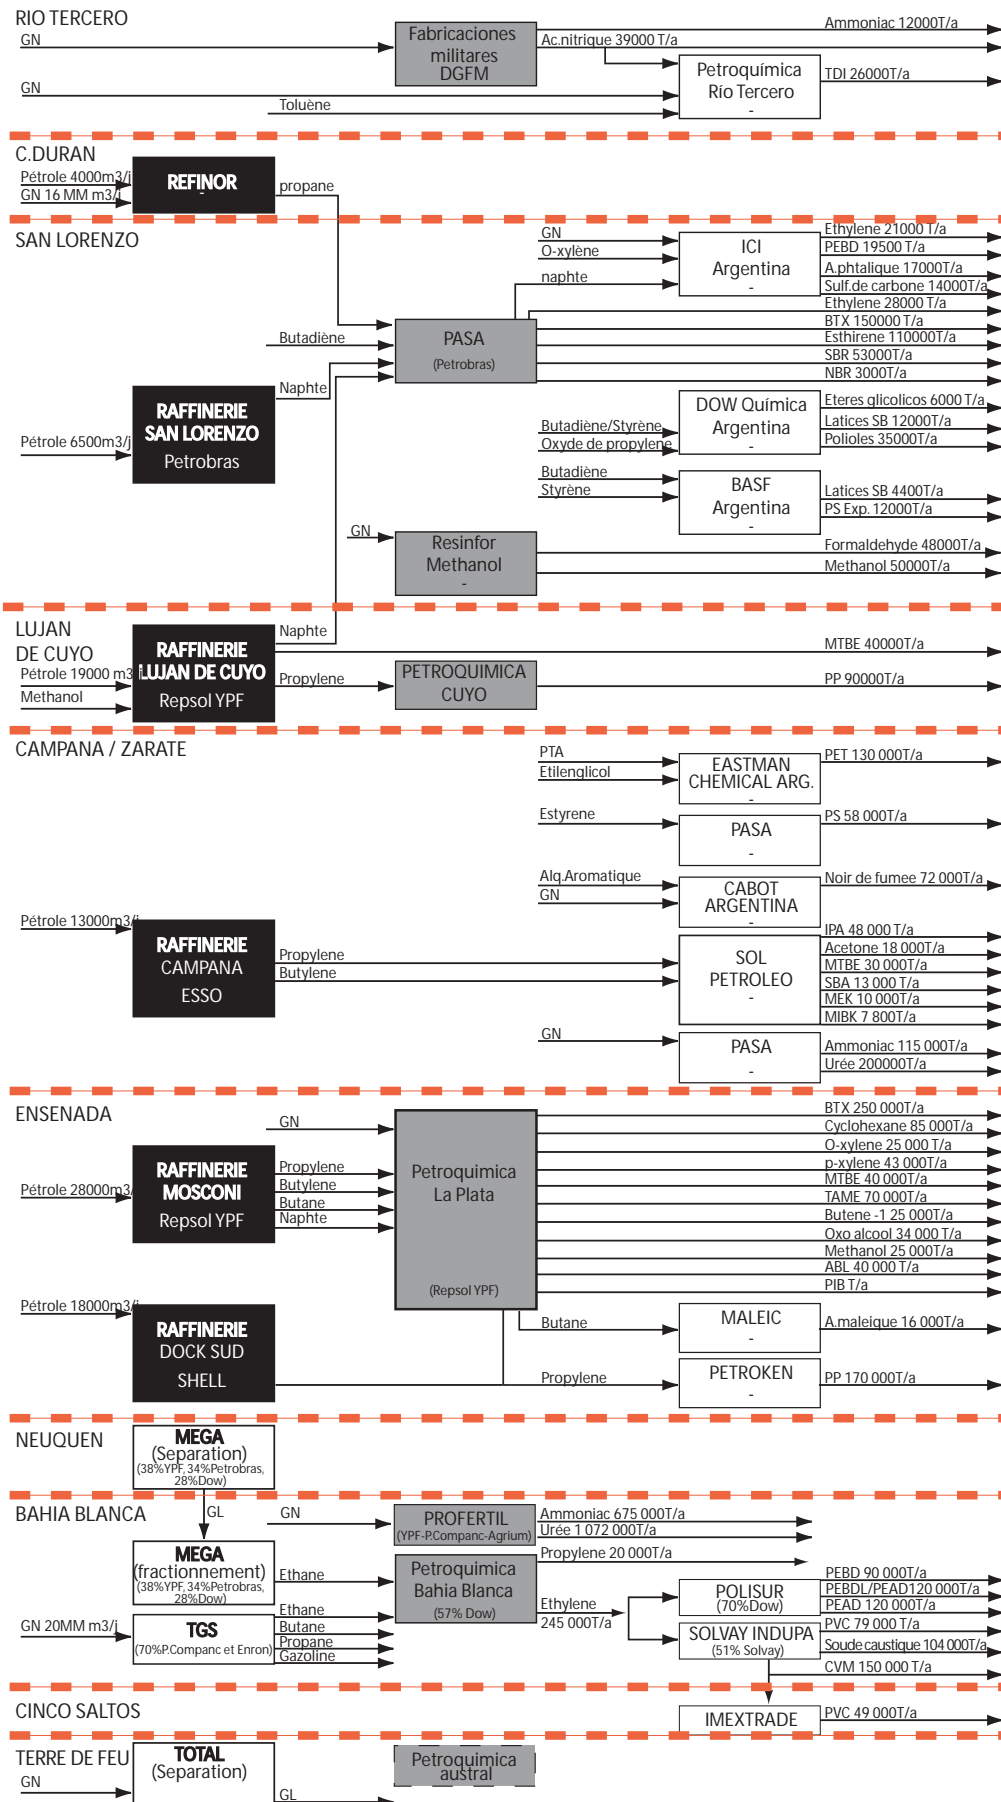 RIO TERCERO
GN
Fabricaciones
militares
DGFM
Ammoniac 12000T/a
Ac.nitrique 39000 T/a
GN
Toluène
Petroquímica
Río Tercero
-
TDI 26000T/a
C.DURAN
Pétrole 4000m3/j
GN 16 MM m3/j
REFINOR
-
propane
SAN LORENZO
GN
O-xylène
naphte
ICI
Argentina
-
Ethylene 21000 T/a
PEBD 19500 T/a
A.phtalique 17000T/a
Sulf.de carbone 14000T/a
Ethylene 28000 T/a
Butadiène
PASA
(Petrobras)
BTX 150000 T/a
Esthirene 110000T/a
SBR 53000T/a
NBR 3000T/a
Naphte
Pétrole 6500m3/j
RAFFINERIE
SAN LORENZO
Petrobras
Butadiène/Styrène
Oxyde de propylene
DOW Química
Argentina
-
Eteres glicolicos 6000 T/a
Latices SB 12000T/a
Polioles 35000T/a
Butadiène
Styrène
BASF
Argentina
-
Latices SB 4400T/a
PS Exp. 12000T/a
GN
Resinfor
Methanol
-
Formaldehyde 48000T/a
Methanol 50000T/a
LUJAN
DE CUYO
Pétrole 19000 m3/j
Methanol
RAFFINERIE
LUJAN DE CUYO
Repsol YPF
Naphte
Propylene
PETROQUIMICA
CUYO
MTBE 40000T/a
PP 90000T/a
CAMPANA / ZARATE
PTA
Etilenglicol
EASTMAN
CHEMICAL ARG.
-
PET 130 000T/a
Estyrene
PASA
-
PS 58 000T/a
Alq.Aromatique
GN
CABOT
ARGENTINA
-
Noir de fumee 72 000T/a
Pétrole 13000m3/j
RAFFINERIE
CAMPANA
ESSO
Propylene
Butylene
SOL
PETROLEO
-
IPA 48 000 T/a
Acetone 18 000T/a
MTBE 30 000T/a
SBA 13 000 T/a
MEK 10 000T/a
MIBK 7 800T/a
GN
PASA
-
Ammoniac 115 000T/a
Urée 200000T/a
ENSENADA
GN
Pétrole 28000m3/j
RAFFINERIE
MOSCONI
Repsol YPF
Propylene
Butylene
Butane
Naphte
Petroquimica
La Plata
(Repsol YPF)
BTX 250 000T/a
Cyclohexane 85 000T/a
O-xylene 25 000 T/a
p-xylene 43 000T/a
MTBE 40 000T/a
TAME 70 000T/a
Butene -1 25 000T/a
Oxo alcool 34 000 T/a
Methanol 25 000T/a
ABL 40 000 T/a
PIB T/a
Pétrole 18000m3/j
RAFFINERIE
DOCK SUD
SHELL
Butane
MALEIC
-
A.maleique 16 000T/a
Propylene
PETROKEN
-
PP 170 000T/a
NEUQUEN
MEGA
(Separation)
(38%YPF, 34%Petrobras,
28%Dow)
BAHIA BLANCA
GL
GN
PROFERTIL
(YPF-P.Companc-Agrium)
Ammoniac 675 000T/a
Urée 1 072 000T/a
MEGA
(fractionnement)
(38%YPF, 34%Petrobras,
28%Dow)
Ethane
Petroquimica
Bahia Blanca
(57% Dow)
Propylene 20 000T/a
Ethylene
245 000T/a
POLISUR
(70%Dow)
PEBD 90 000T/a
PEBDL/PEAD120 000T/a
PEAD 120 000T/a
GN 20MM m3/j
TGS
(70%P.Companc et Enron)
Ethane
Butane
Propane
Gazoline
SOLVAY INDUPA
(51% Solvay)
PVC 79 000 T/a
Soude caustique 104 000T/a
CVM 150 000 T/a
CINCO SALTOS
IMEXTRADE
PVC 49 000T/a
TERRE DE FEU
GN
TOTAL
(Separation)
GL
Petroquimica
austral